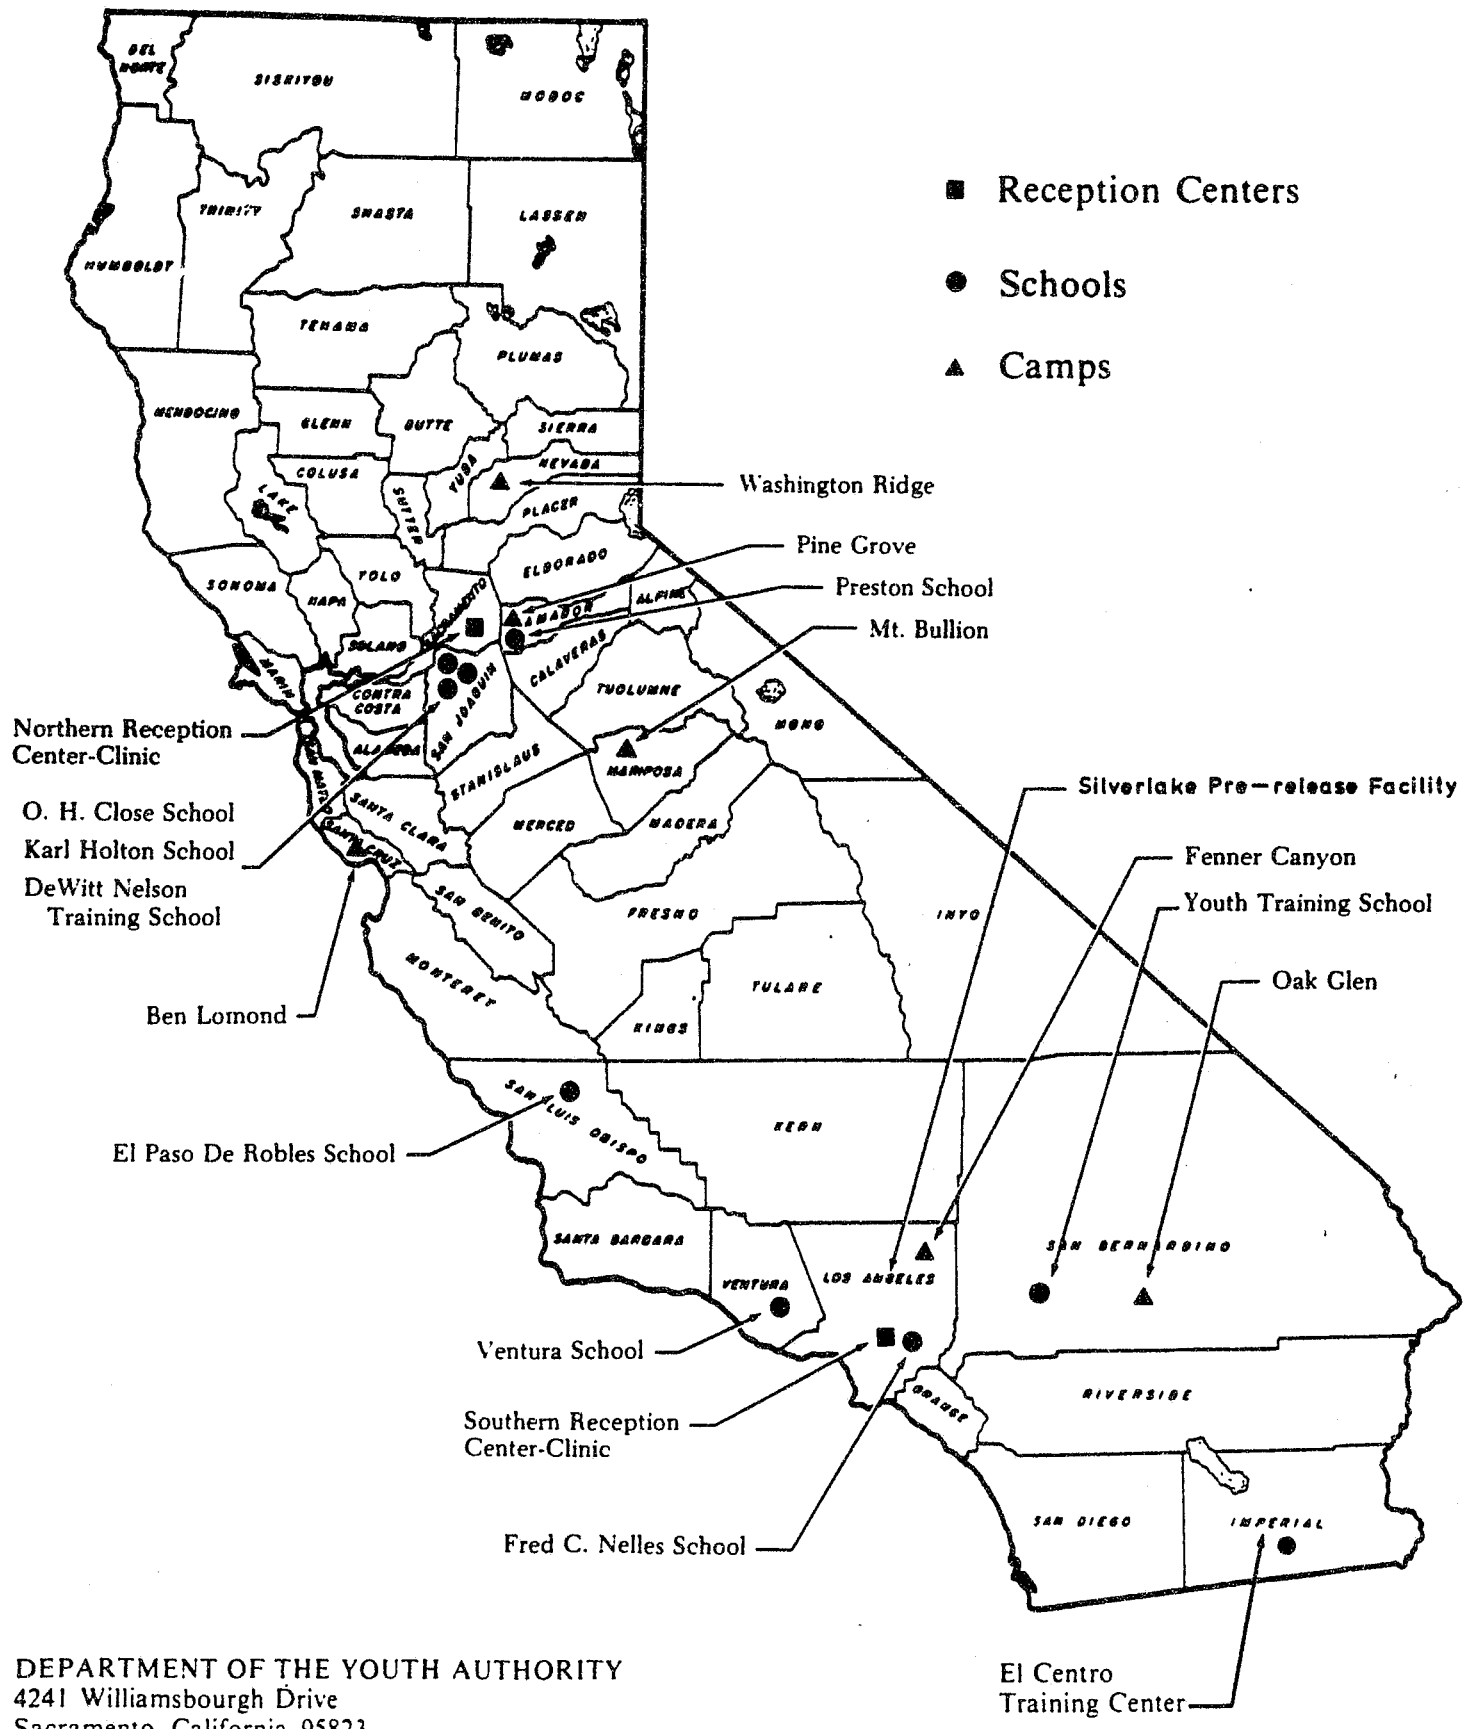 DEL
NORTE
SISKIYOU
MODOC
Reception Centers
TRINITY
SHASTA
LASSEN
HUMBOLDT
Schools
TEHAMA
PLUMAS
Camps
MENDOCINO
GLENN
BUTTE
SIERRA
COLUSA
YUBA
NEVADA
LAKE
SUTTER
PLACER
Washington Ridge
ELDORADO
Pine Grove
SONOMA
NAPA
YOLO
SACRAMENTO
AMADOR
ALPINE
Preston School
SOLANO
CALAVERAS
Mt. Bullion
MARIN
CONTRA
COSTA
SAN JOAQUIN
TUOLUMNE
MONO
Northern Reception
Center-Clinic
ALAMEDA
STANISLAUS
MARIPOSA
SAN MATEO
Silverlake Pre-release Facility
O. H. Close School
SANTA CLARA
MERCED
MADERA
Karl Holton School
SANTA CRUZ
Fenner Canyon
DeWitt Nelson
Training School
SAN BENITO
FRESNO
INYO
Youth Training School
MONTEREY
TULARE
Oak Glen
Ben Lomond
KINGS
SAN LUIS OBISPO
KERN
El Paso De Robles School
SANTA BARBARA
VENTURA
LOS ANGELES
SAN BERNARDINO
Ventura School
ORANGE
RIVERSIDE
Southern Reception
Center-Clinic
SAN DIEGO
IMPERIAL
Fred C. Nelles School
DEPARTMENT OF THE YOUTH AUTHORITY
4241 Williamsbourgh Drive
Sacramento, California 95823
El Centro
Training Center